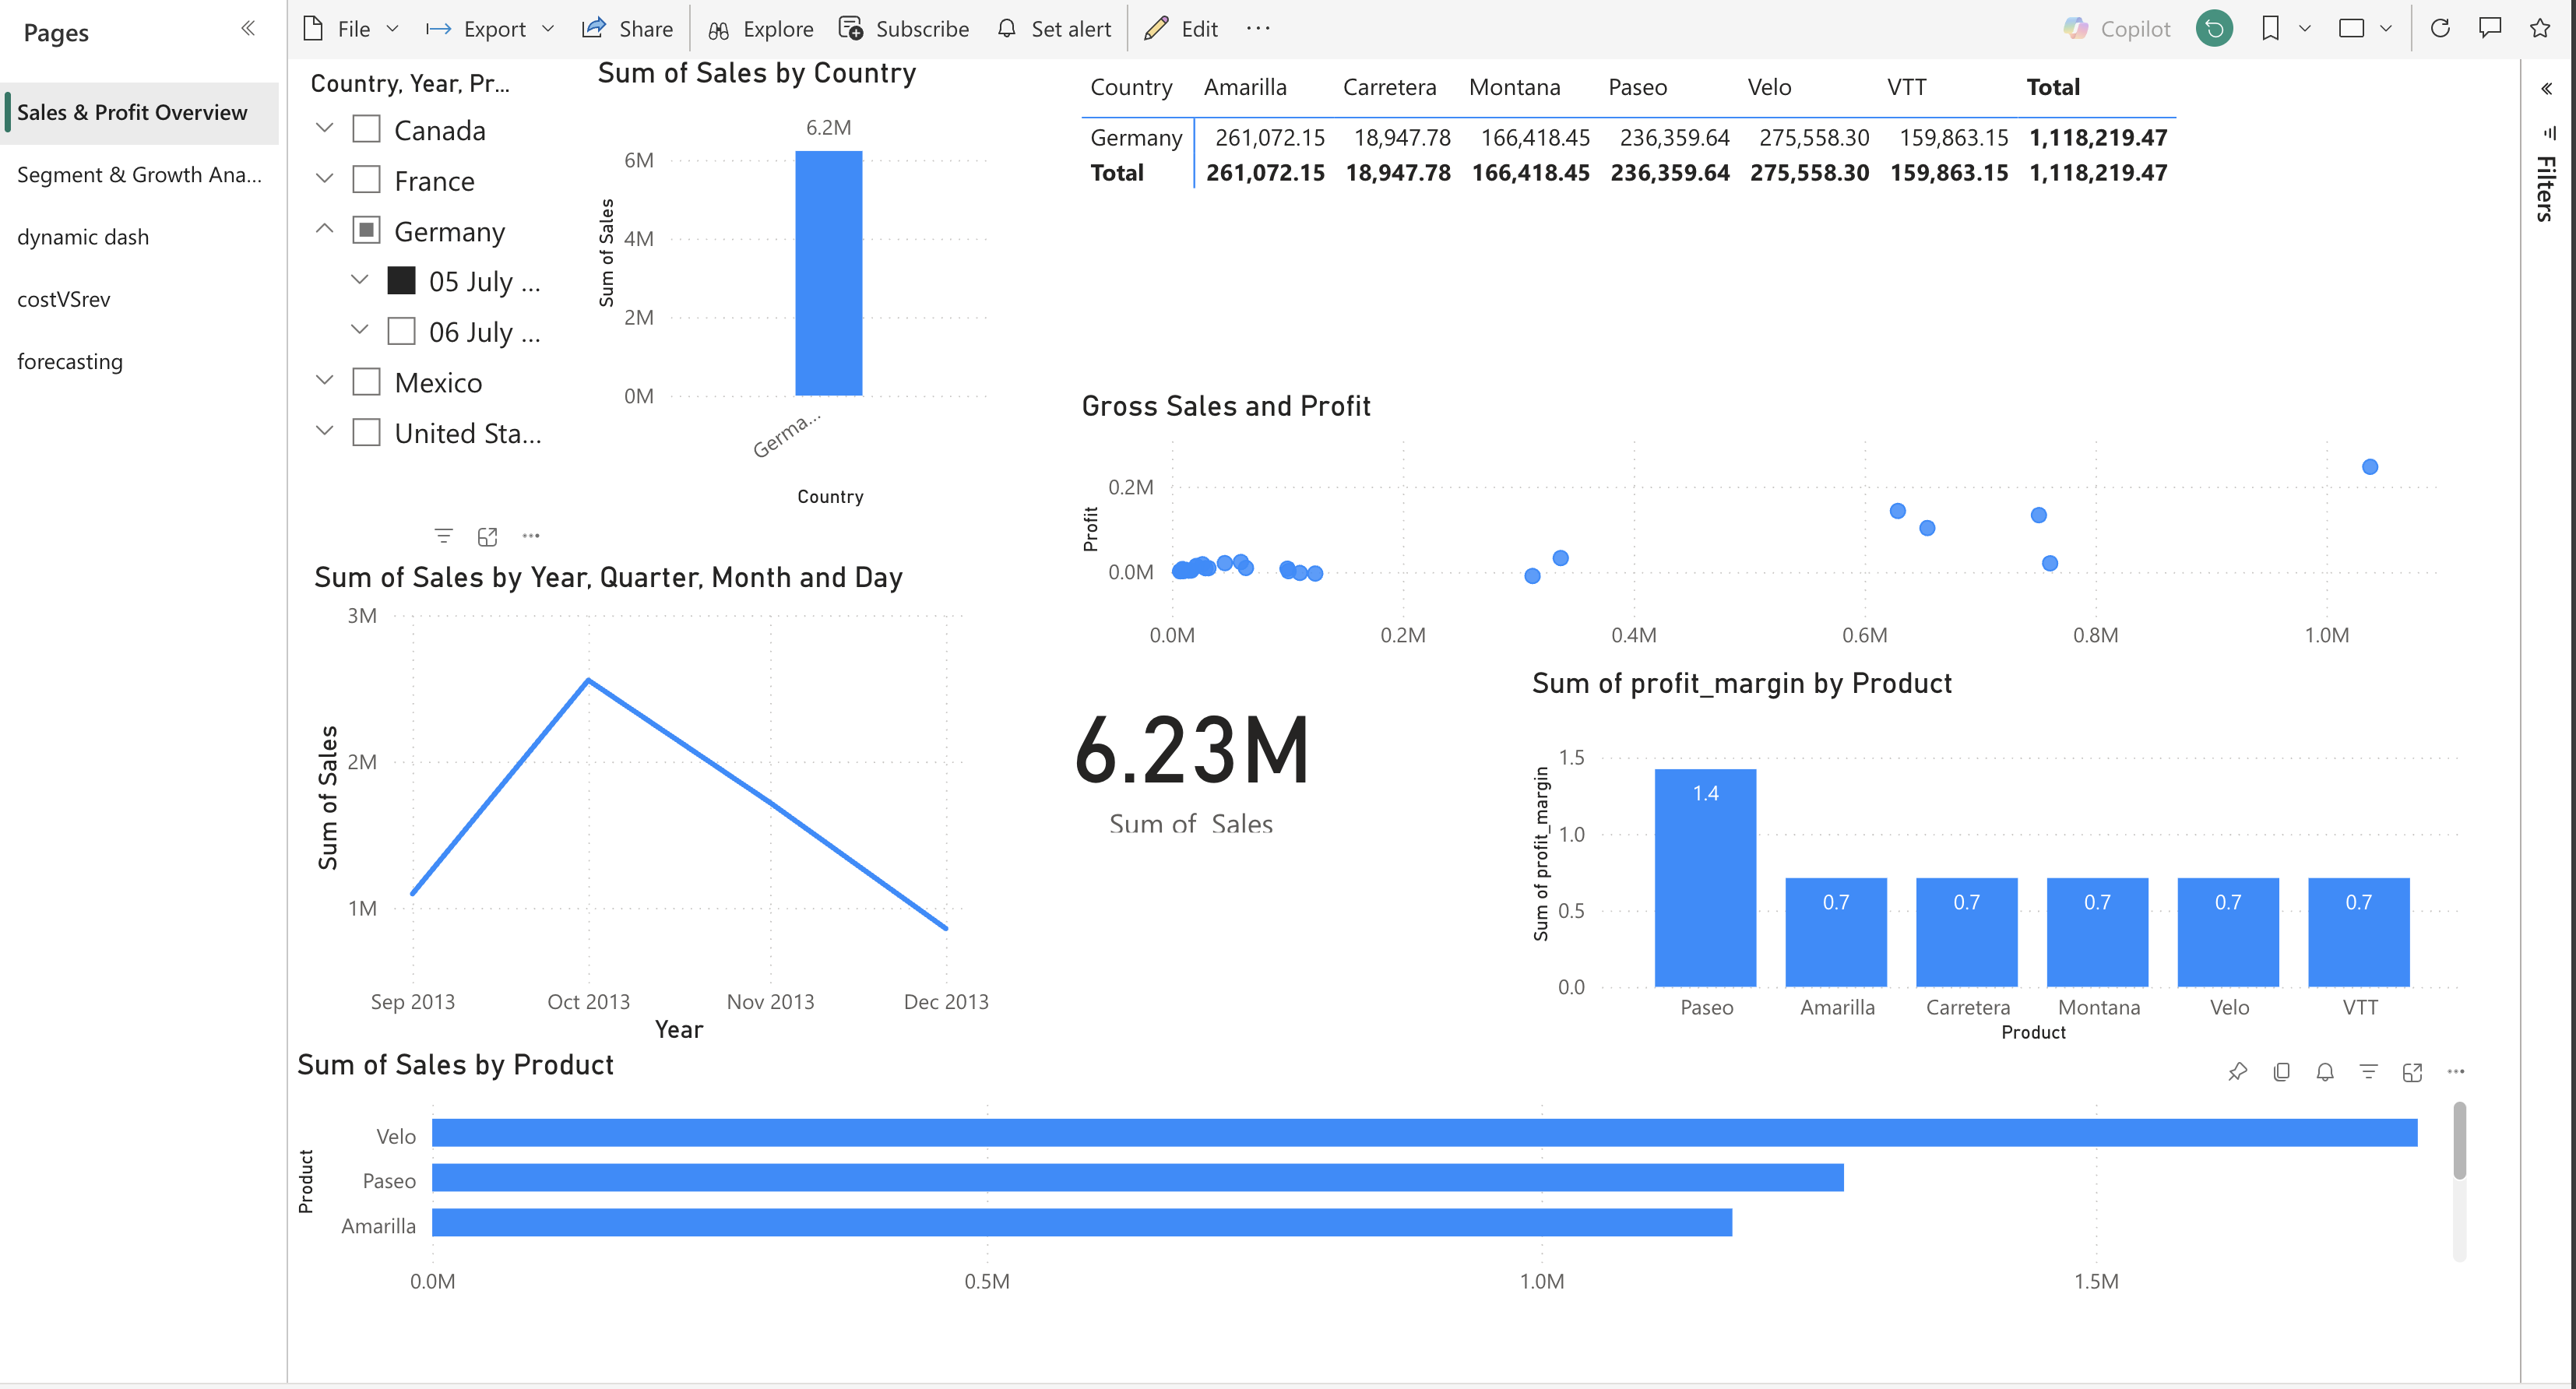 Pages
Sales & Profit Overview
Segment & Growth Ana...
dynamic dash
costVSrev
forecasting
File Export Share Explore Subscribe Set alert Edit Copilot
Country, Year, Pr...
Canada
France
Germany
05 July ...
06 July ...
Mexico
United Sta...
Sum of Sales by Country
6.2M
6M
4M
2M
0M
Sum of Sales
Germa...
Country
Country Amarilla Carretera Montana Paseo Velo VTT Total
Germany 261,072.15 18,947.78 166,418.45 236,359.64 275,558.30 159,863.15 1,118,219.47
Total 261,072.15 18,947.78 166,418.45 236,359.64 275,558.30 159,863.15 1,118,219.47
Filters
Gross Sales and Profit
0.2M
0.0M
Profit
0.0M 0.2M 0.4M 0.6M 0.8M 1.0M
Sum of Sales by Year, Quarter, Month and Day
3M
2M
1M
Sum of Sales
Sep 2013 Oct 2013 Nov 2013 Dec 2013
Year
6.23M
Sum of Sales
Sum of profit_margin by Product
1.5
1.0
0.5
0.0
Sum of profit_margin
1.4 0.7 0.7 0.7 0.7 0.7
Paseo Amarilla Carretera Montana Velo VTT
Product
Sum of Sales by Product
Product
Velo
Paseo
Amarilla
0.0M 0.5M 1.0M 1.5M